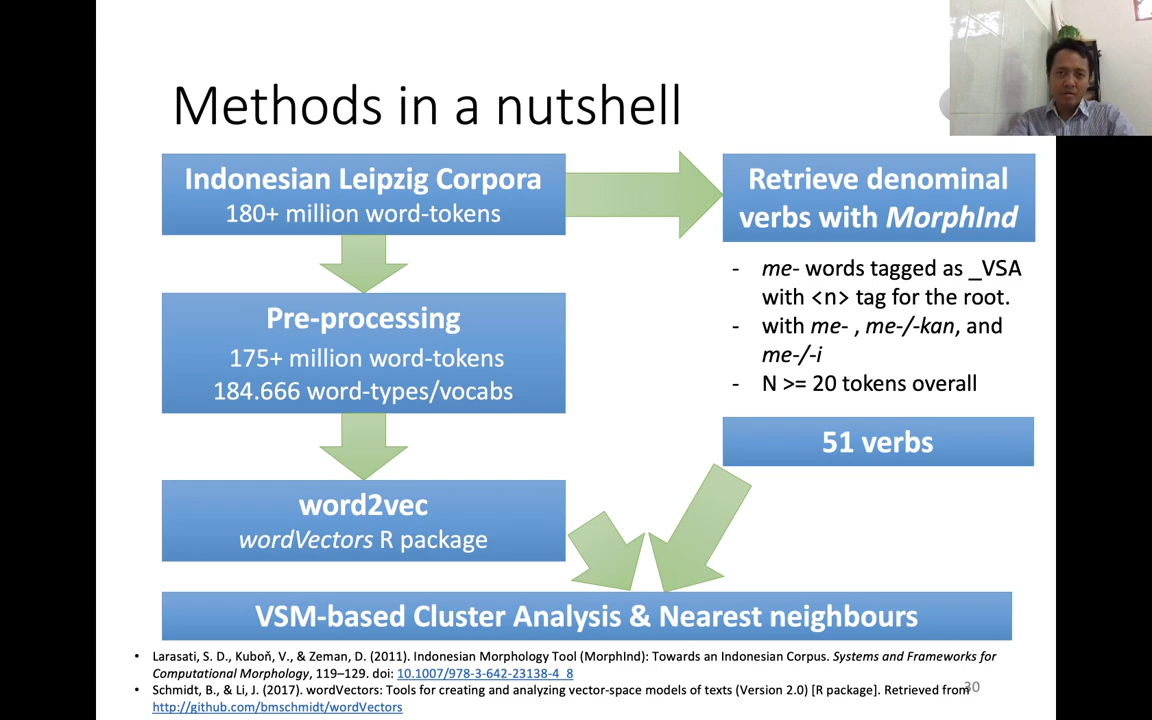 Methods in a nutshell
Indonesian Leipzig Corpora
180+ million word-tokens
Retrieve denominal
verbs with MorphInd
- me- words tagged as _VSA
with <n> tag for the root.
- with me- , me-/-kan, and
me-/-i
- N >= 20 tokens overall
Pre-processing
175+ million word-tokens
184.666 word-types/vocabs
51 verbs
word2vec
wordVectors R package
VSM-based Cluster Analysis & Nearest neighbours
• Larasati, S. D., Kuboň, V., & Zeman, D. (2011). Indonesian Morphology Tool (MorphInd): Towards an Indonesian Corpus. Systems and Frameworks for
Computational Morphology, 119–129. doi: 10.1007/978-3-642-23138-4_8
• Schmidt, B., & Li, J. (2017). wordVectors: Tools for creating and analyzing vector-space models of texts (Version 2.0) [R package]. Retrieved from
http://github.com/bmschmidt/wordVectors
30